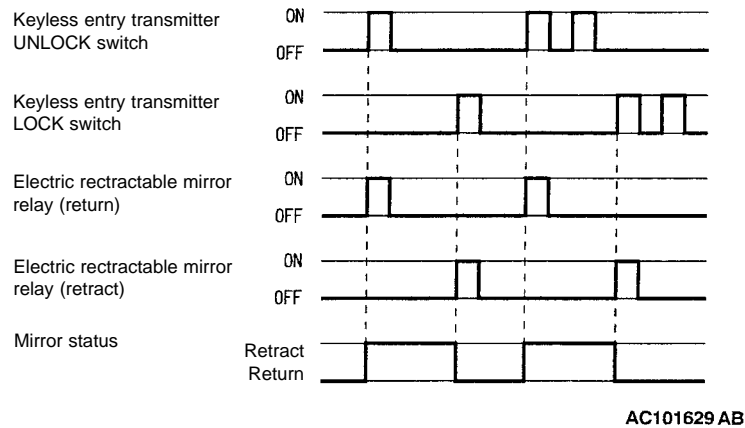 Keyless entry transmitter
UNLOCK switch
ON
OFF
Keyless entry transmitter
LOCK switch
ON
OFF
Electric rectractable mirror
relay (return)
ON
OFF
Electric rectractable mirror
relay (retract)
ON
OFF
Mirror status
Retract
Return
AC101629 AB